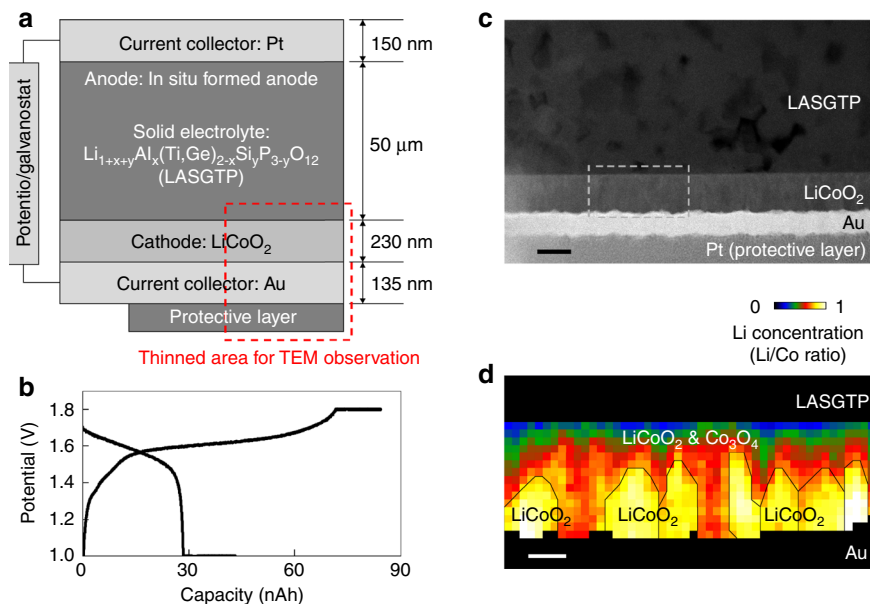 a
Current collector: Pt
150 nm
Anode: In situ formed anode
Solid electrolyte:
Li1+x+yAlx(Ti,Ge)2-xSiyP3-yO12
(LASGTP)
50 μm
Potentio/galvanostat
Cathode: LiCoO2
230 nm
Current collector: Au
135 nm
Protective layer
Thinned area for TEM observation
b
Potential (V)
1.8
1.6
1.4
1.2
1.0
0
30
60
90
Capacity (nAh)
c
LASGTP
LiCoO2
Au
Pt (protective layer)
0
1
Li concentration
(Li/Co ratio)
d
LASGTP
LiCoO2 & Co3O4
LiCoO2
LiCoO2
LiCoO2
Au